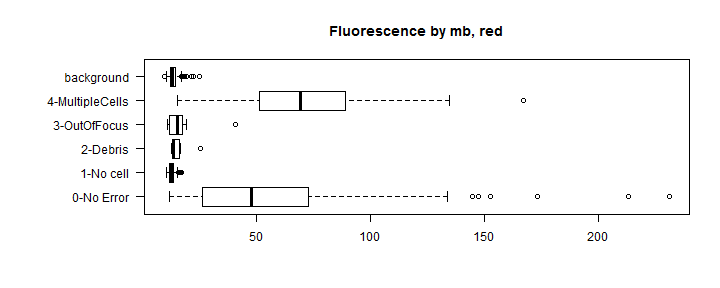 Fluorescence by mb, red
background
4-MultipleCells
3-OutOfFocus
2-Debris
1-No cell
0-No Error
50 100 150 200